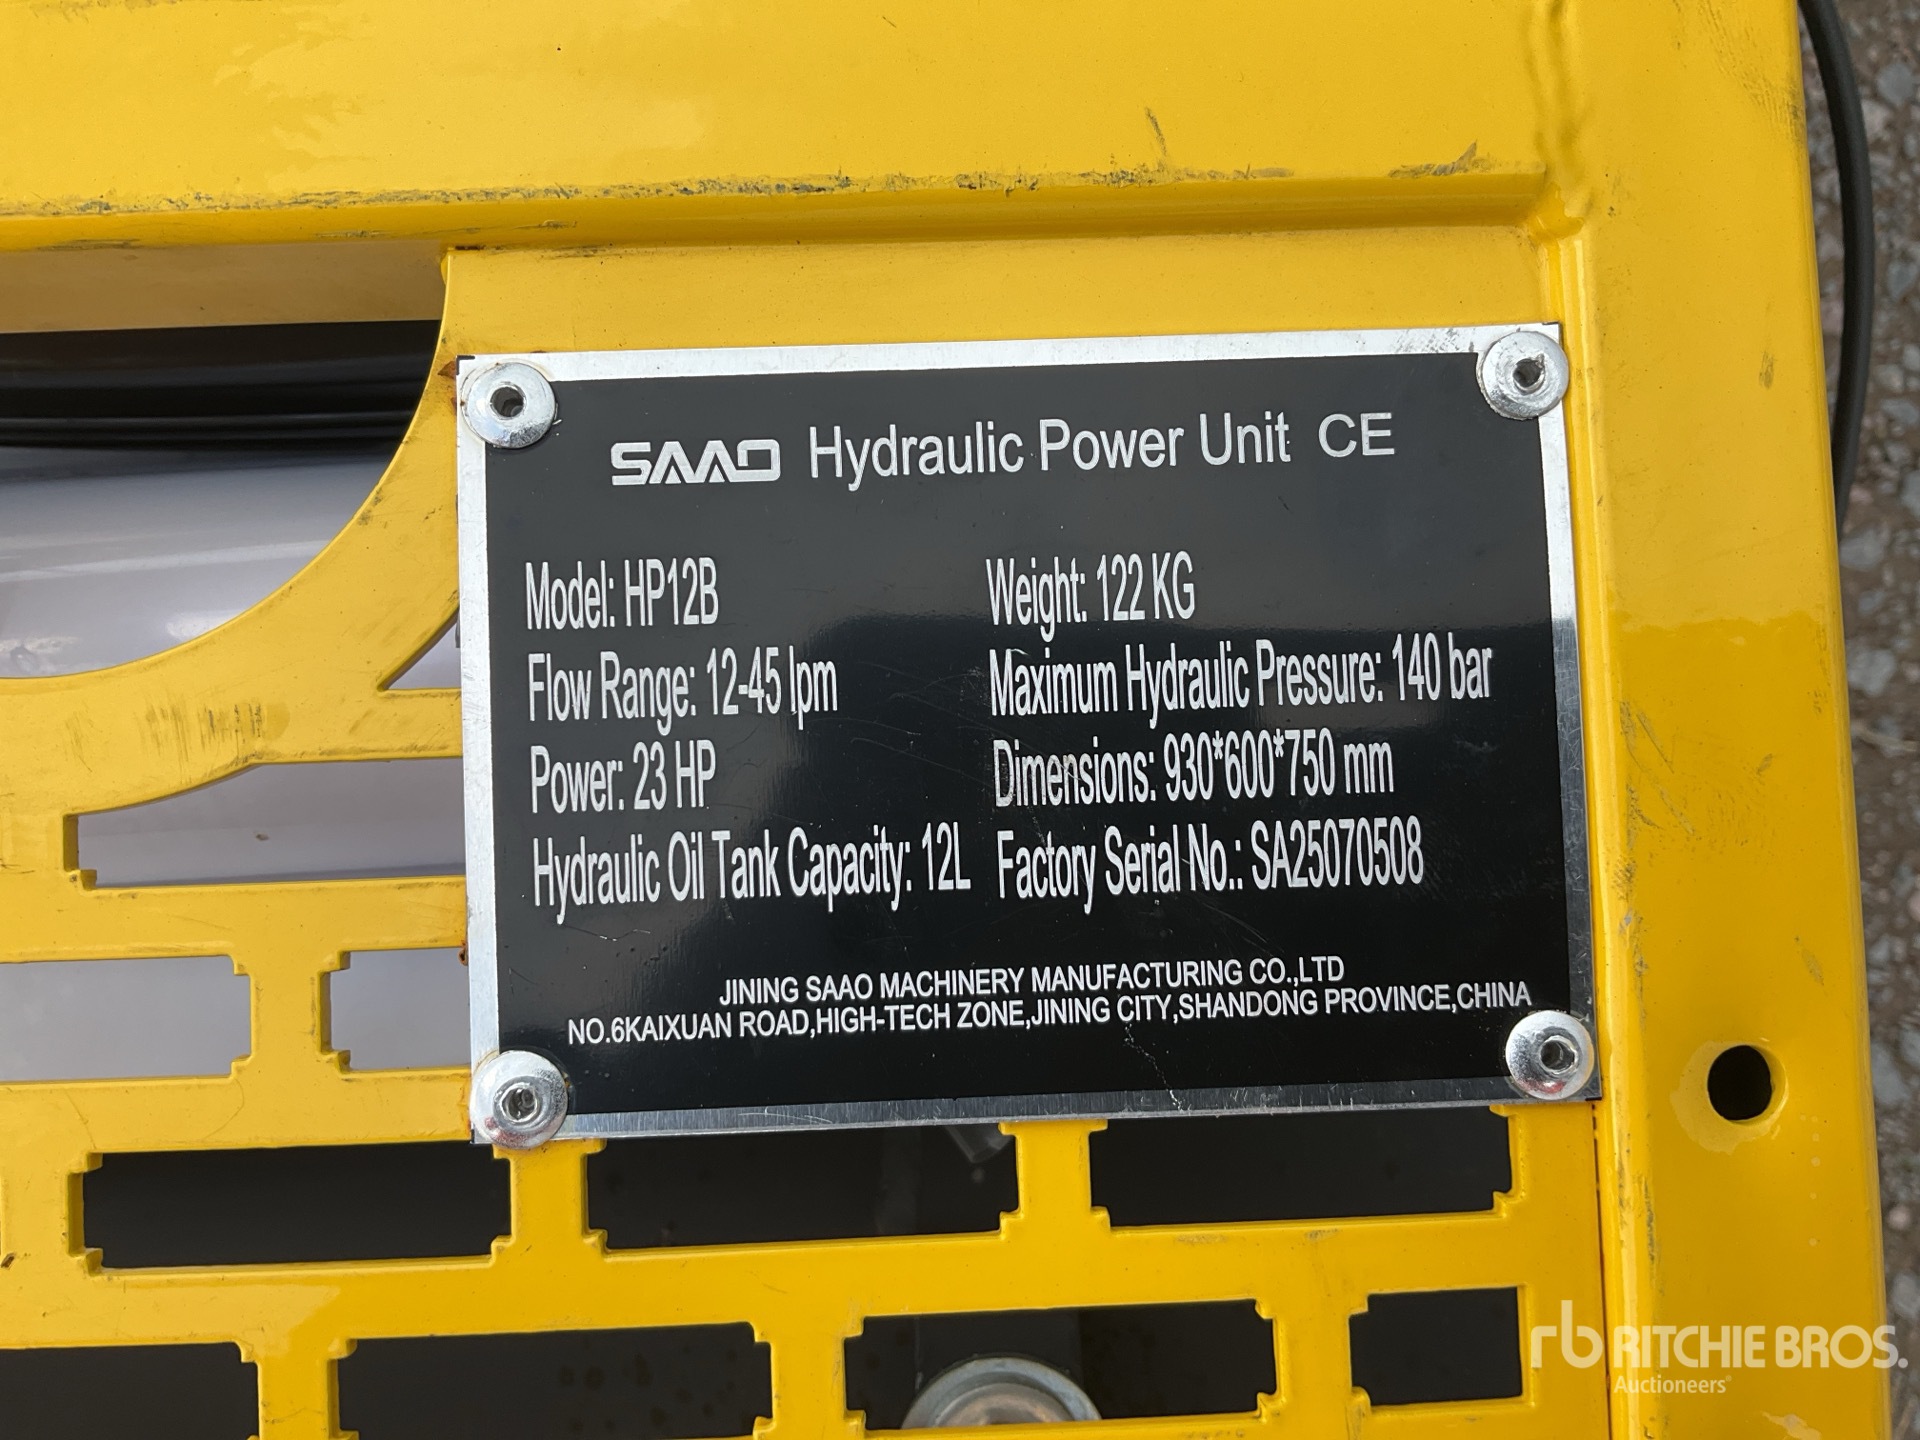 SAAO Hydraulic Power Unit CE
Model: HP12B
Weight: 122 KG
Flow Range: 12-45 lpm
Maximum Hydraulic Pressure: 140 bar
Power: 23 HP
Dimensions: 930*600*750 mm
Hydraulic Oil Tank Capacity: 12L
Factory Serial No.: SA25070508
JINING SAAO MACHINERY MANUFACTURING CO.,LTD
NO.6KAIXUAN ROAD,HIGH-TECH ZONE,JINING CITY,SHANDONG PROVINCE,CHINA
rb RITCHIE BROS.
Auctioneers